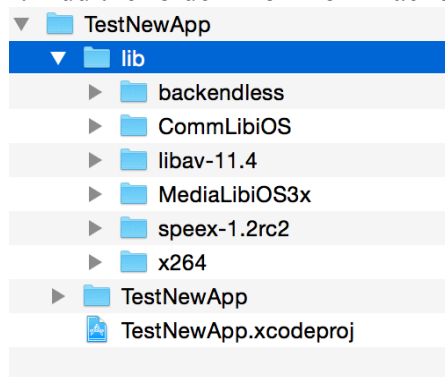 TestNewApp
lib
backendless
CommLibiOS
libav-11.4
MediaLibiOS3x
speex-1.2rc2
x264
TestNewApp
TestNewApp.xcodeproj